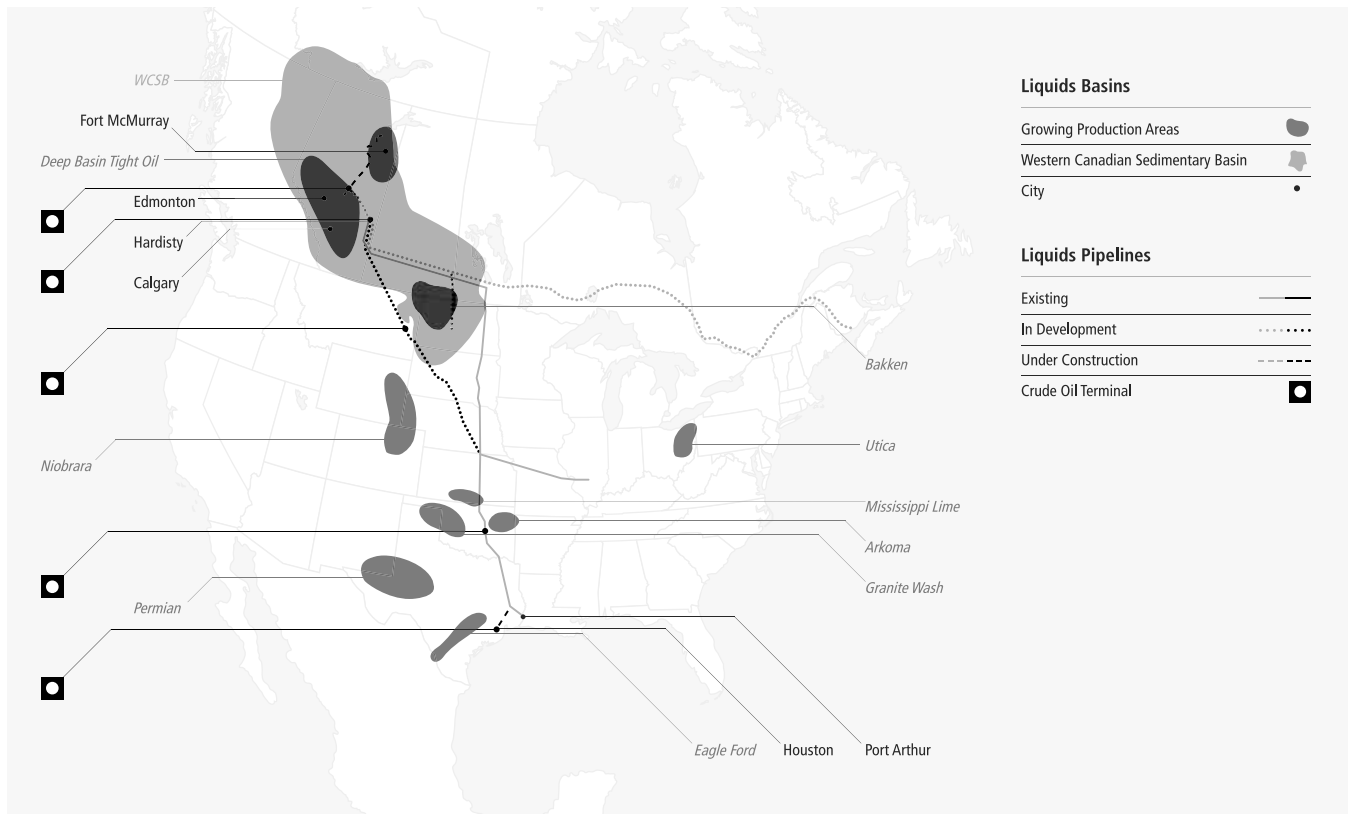 WCSB
Fort McMurray
Deep Basin Tight Oil
Edmonton
Hardisty
Calgary
Niobrara
Permian
Bakken
Utica
Mississippi Lime
Arkoma
Granite Wash
Eagle Ford
Houston
Port Arthur
Liquids Basins
Growing Production Areas
Western Canadian Sedimentary Basin
City
Liquids Pipelines
Existing
In Development
Under Construction
Crude Oil Terminal